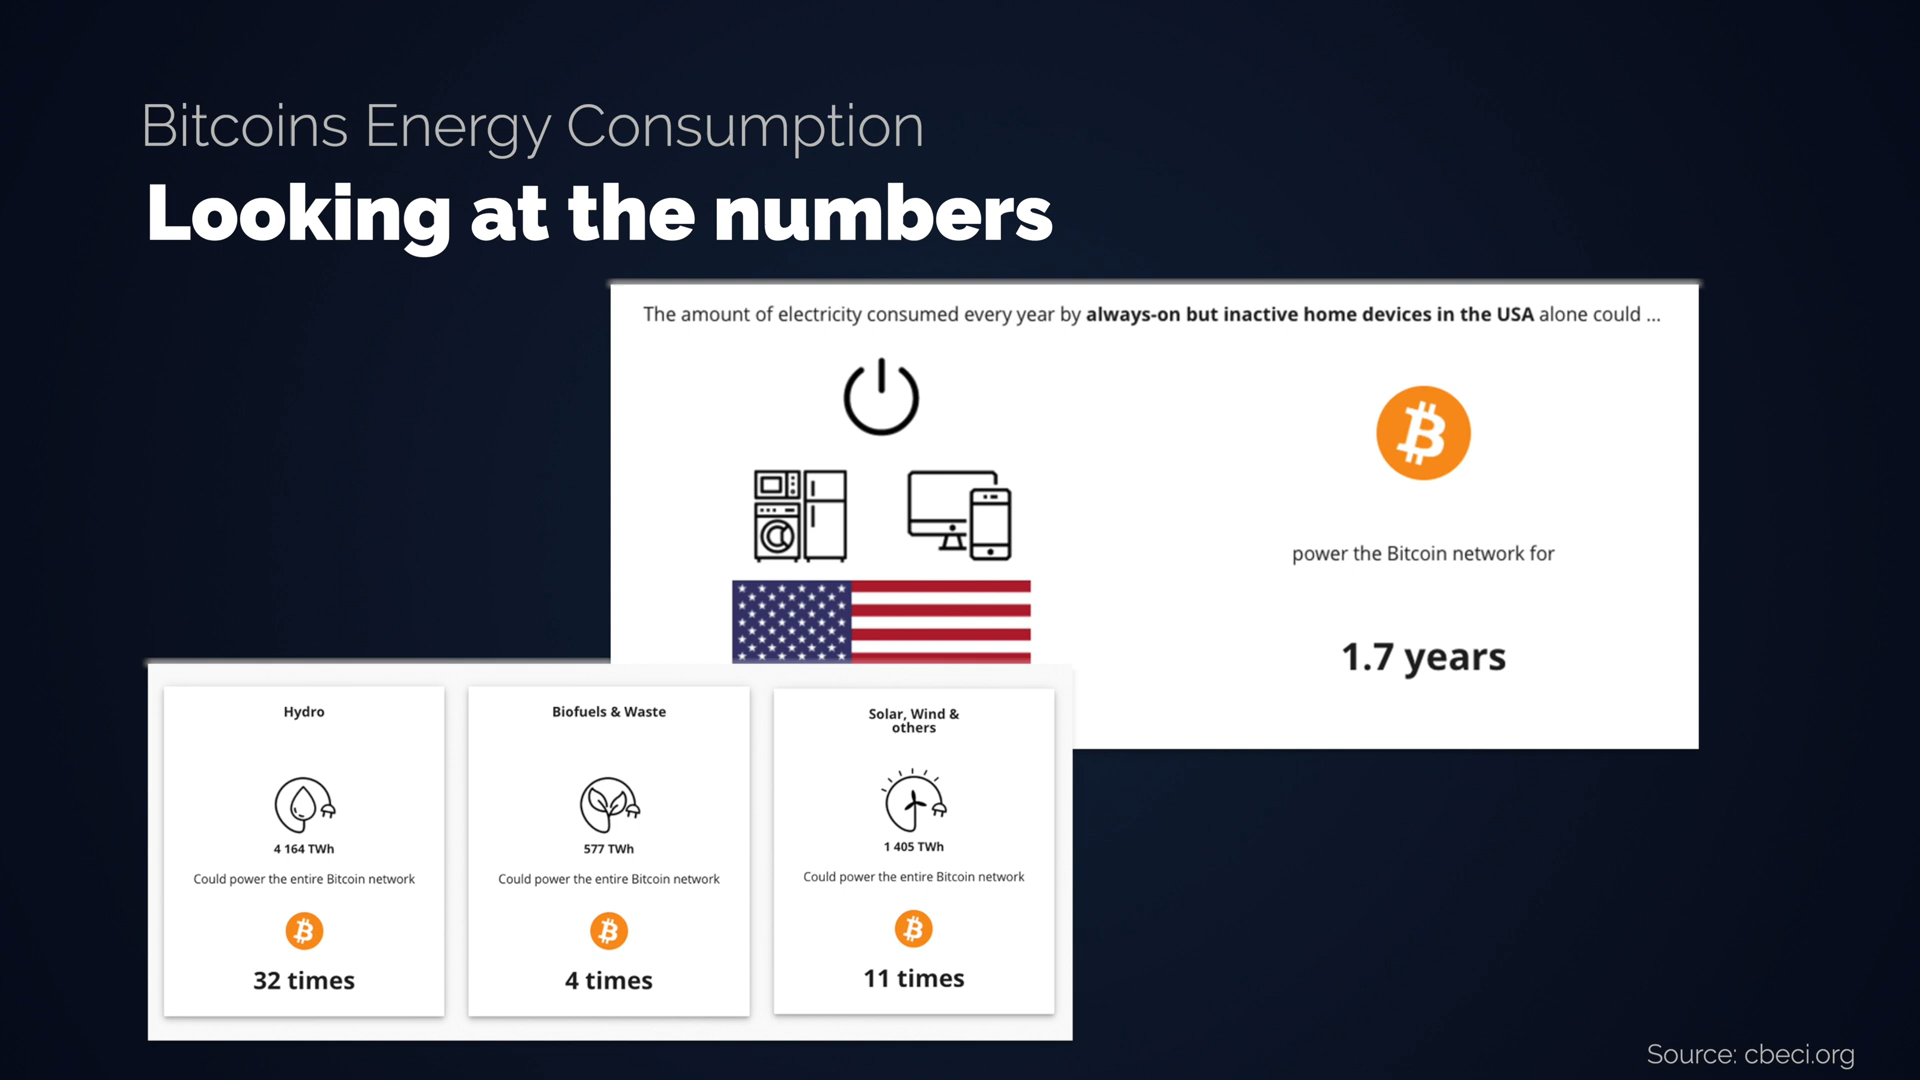 Bitcoins Energy Consumption
Looking at the numbers
The amount of electricity consumed every year by always-on but inactive home devices in the USA alone could ...
power the Bitcoin network for
1.7 years
Hydro
4 164 TWh
Could power the entire Bitcoin network
32 times
Biofuels & Waste
577 TWh
Could power the entire Bitcoin network
4 times
Solar, Wind &
others
1 405 TWh
Could power the entire Bitcoin network
11 times
Source: cbeci.org